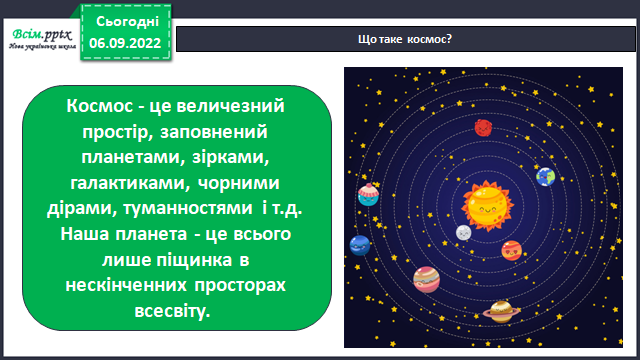 Всім.pptx
Нова українська школа
Сьогодні
06.09.2022
Що таке космос?
Космос - це величезний
простір, заповнений
планетами, зірками,
галактиками, чорними
дірами, туманностями і т.д.
Наша планета - це всього
лише піщинка в
нескінченних просторах
всесвіту.